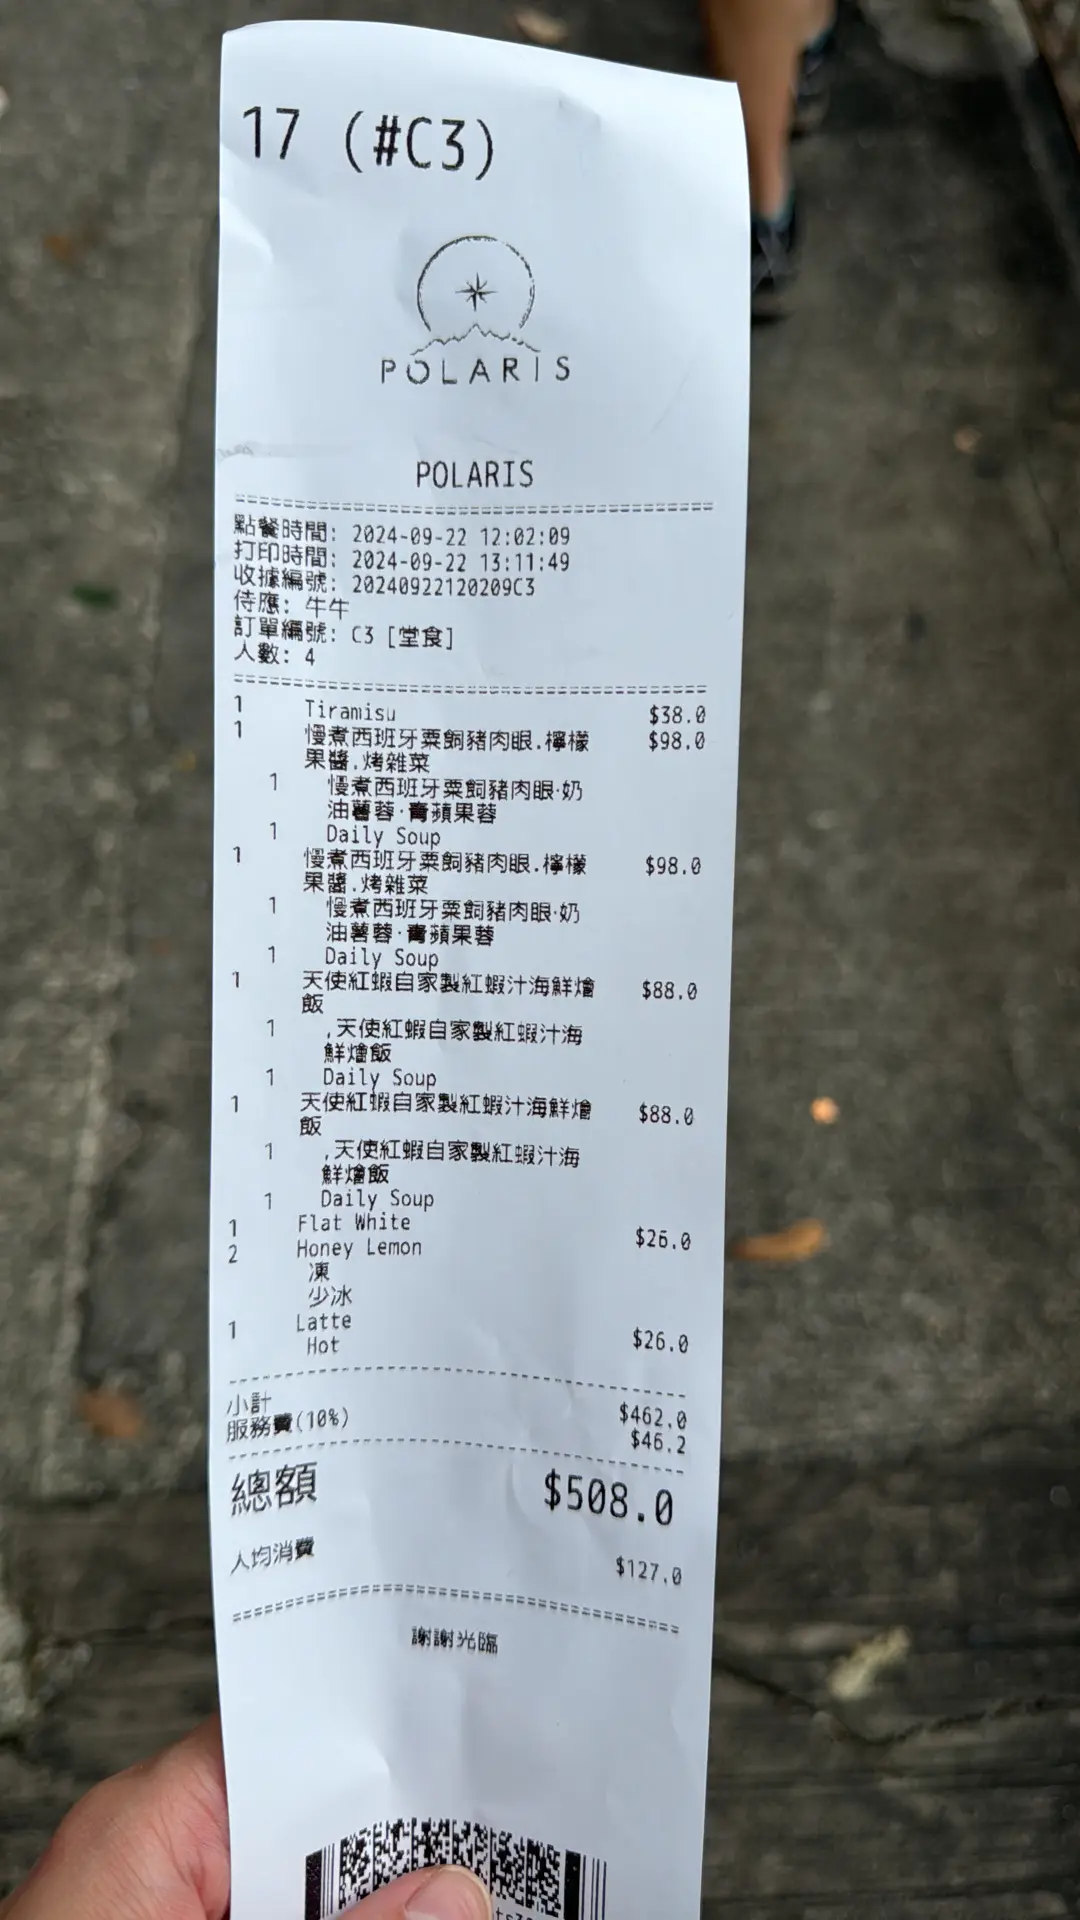 17 (#C3)
POLARIS
POLARIS
點餐時間: 2024-09-22 12:02:09
打印時間: 2024-09-22 13:11:49
收據編號: 20240922120209C3
侍應: 牛牛
訂單編號: C3 [堂食]
人數: 4
1 Tiramisu $38.0
1 慢煮西班牙粟飼豬肉眼.檸檬 $98.0
果醬.烤雜菜
1 慢煮西班牙粟飼豬肉眼·奶
油薯蓉·青蘋果蓉
1 Daily Soup
1 慢煮西班牙粟飼豬肉眼.檸檬 $98.0
果醬.烤雜菜
1 慢煮西班牙粟飼豬肉眼·奶
油薯蓉·青蘋果蓉
1 Daily Soup
1 天使紅蝦自家製紅蝦汁海鮮燴 $88.0
飯
1 ,天使紅蝦自家製紅蝦汁海
鮮燴飯
1 Daily Soup
1 天使紅蝦自家製紅蝦汁海鮮燴 $88.0
飯
1 ,天使紅蝦自家製紅蝦汁海
鮮燴飯
1 Daily Soup
1 Flat White $26.0
2 Honey Lemon
凍
少冰
1 Latte $26.0
Hot
小計 $462.0
服務費(10%) $46.2
總額 $508.0
人均消費 $127.0
謝謝光臨